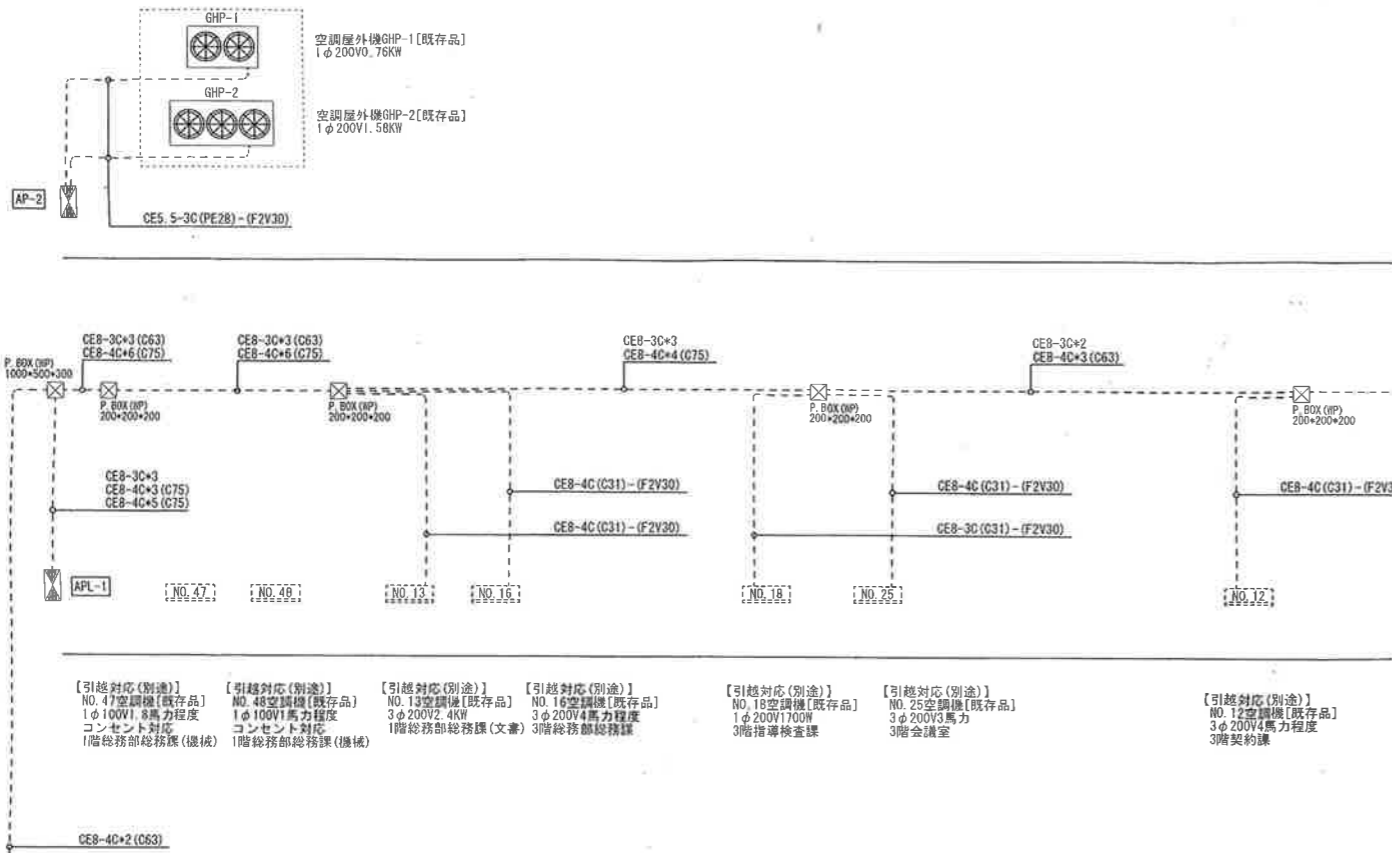 GHP-1
空調屋外機GHP-1[既存品]
1φ200V0.76KW
GHP-2
空調屋外機GHP-2[既存品]
1φ200V1.58KW
AP-2
CE5.5-3C(PE28)-(F2V30)
CE8-3C*3(C63)
CE8-4C*6(C75)
CE8-3C*3(C63)
CE8-4C*6(C75)
CE8-3C*3
CE8-4C*4(C75)
CE8-3C*2
CE8-4C*3(C63)
P.BOX(WP)
1000*500*300
P.BOX(WP)
200*200*200
P.BOX(WP)
200*200*200
P.BOX(WP)
200*200*200
P.BOX(WP)
200*200*200
CE8-3C*3
CE8-4C*3(C75)
CE8-4C*5(C75)
CE8-4C(C31)-(F2V30)
CE8-4C(C31)-(F2V30)
CE8-4C(C31)-(F2V30)
CE8-3C(C31)-(F2V30)
CE8-4C(C31)-(F2V3
APL-1
NO.47
NO.48
NO.13
NO.16
NO.18
NO.25
NO.12
【引越対応(別途)】
NO.47空調機[既存品]
1φ100V1.8馬力程度
コンセント対応
1階総務部総務課(機械)
【引越対応(別途)】
NO.48空調機[既存品]
1φ100V1馬力程度
コンセント対応
1階総務部総務課(機械)
【引越対応(別途)】
NO.13空調機[既存品]
3φ200V2.4KW
1階総務部総務課(文書)
【引越対応(別途)】
NO.16空調機[既存品]
3φ200V4馬力程度
3階総務部総務課
【引越対応(別途)】
NO.18空調機[既存品]
1φ200V1700W
3階指導検査課
【引越対応(別途)】
NO.25空調機[既存品]
3φ200V3馬力
3階会議室
【引越対応(別途)】
NO.12空調機[既存品]
3φ200V4馬力程度
3階契約課
CE8-4C*2(C63)